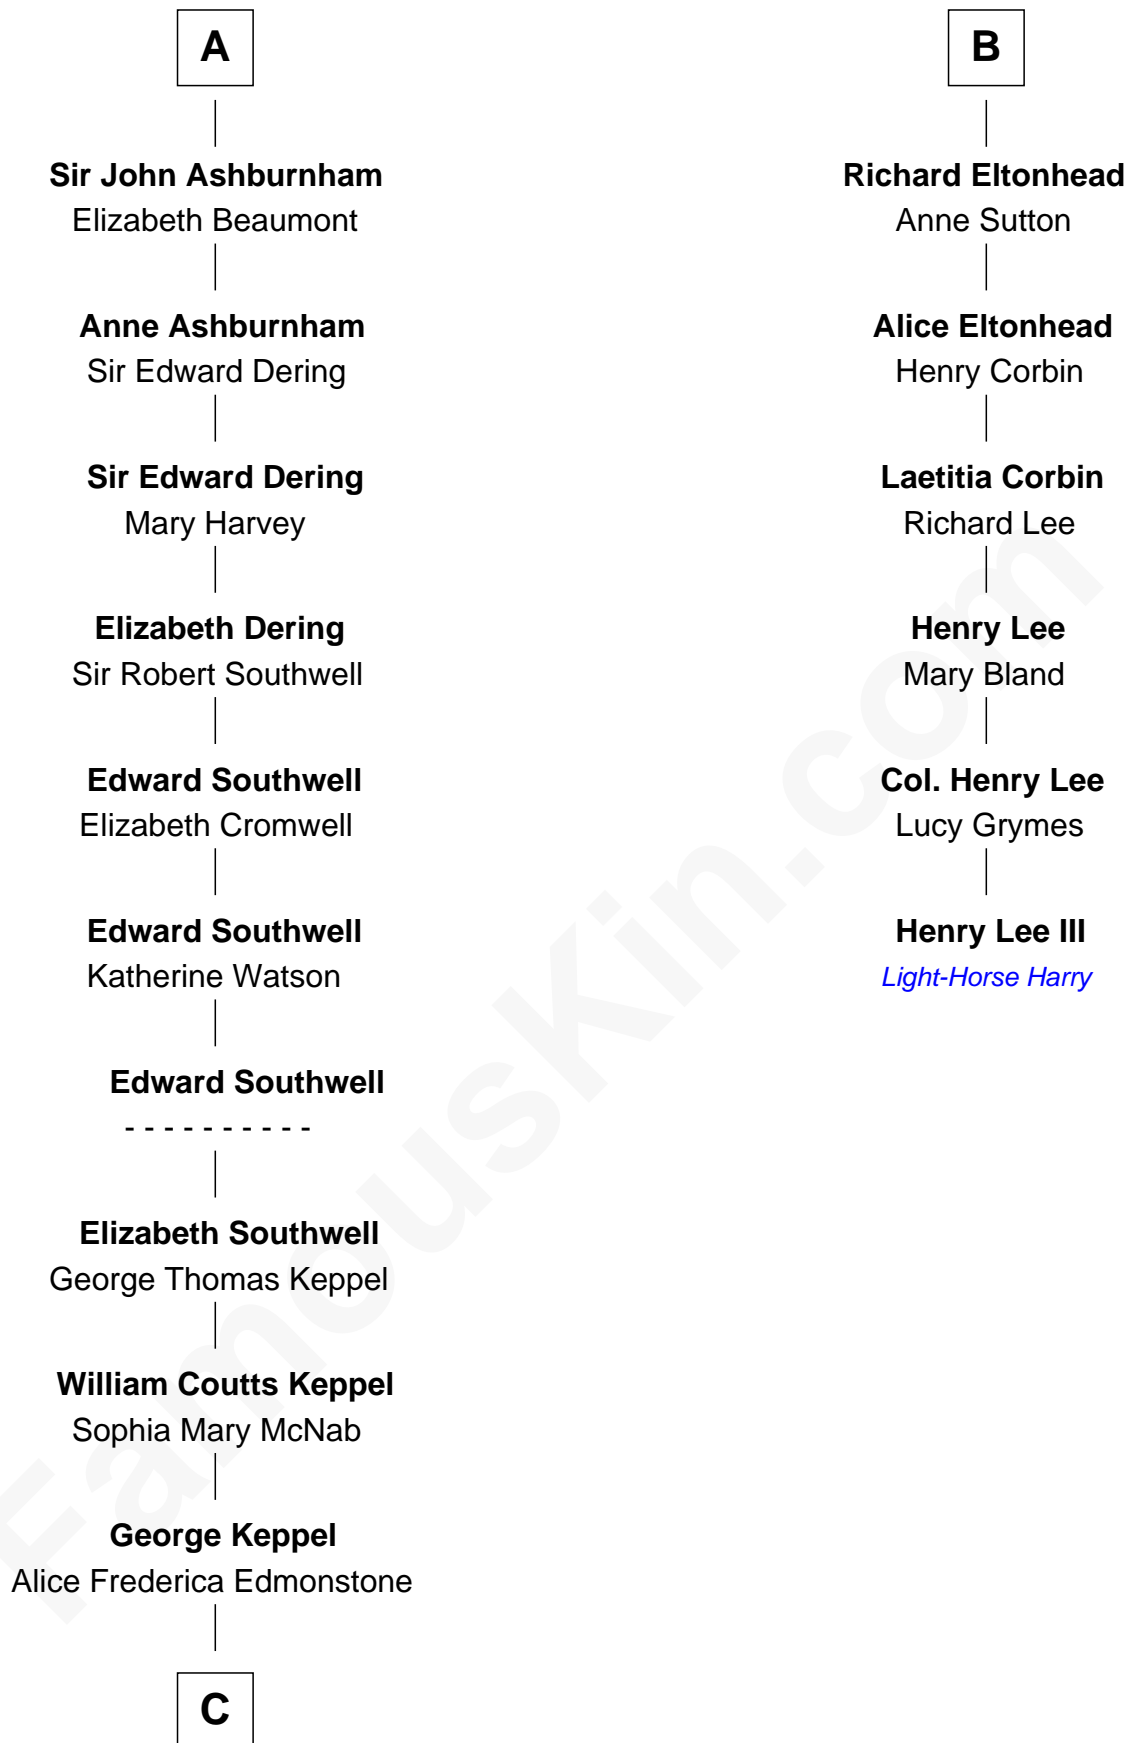 A
Sir John Ashburnham
Elizabeth Beaumont
Anne Ashburnham
Sir Edward Dering
Sir Edward Dering
Mary Harvey
Elizabeth Dering
Sir Robert Southwell
Edward Southwell
Elizabeth Cromwell
Edward Southwell
Katherine Watson
Edward Southwell
- - - - - - - - - -
Elizabeth Southwell
George Thomas Keppel
William Coutts Keppel
Sophia Mary McNab
George Keppel
Alice Frederica Edmonstone
C
B
Richard Eltonhead
Anne Sutton
Alice Eltonhead
Henry Corbin
Laetitia Corbin
Richard Lee
Henry Lee
Mary Bland
Col. Henry Lee
Lucy Grymes
Henry Lee III
Light-Horse Harry
FamousKin.com